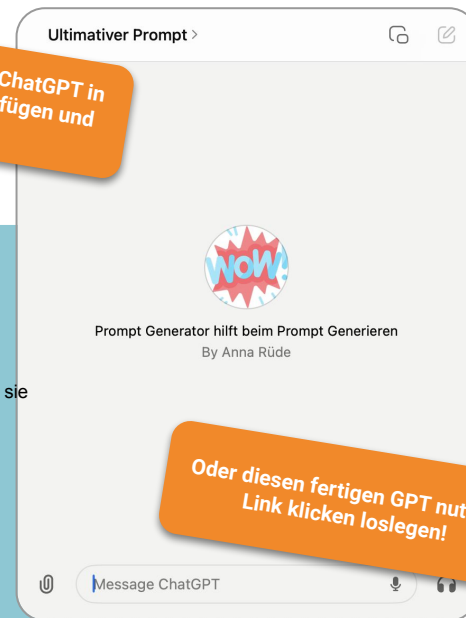 Ultimativer Prompt >
ChatGPT in
fügen und
WOW!
Prompt Generator hilft beim Prompt Generieren
By Anna Rüde
sie
Oder diesen fertigen GPT nut
Link klicken loslegen!
Message ChatGPT